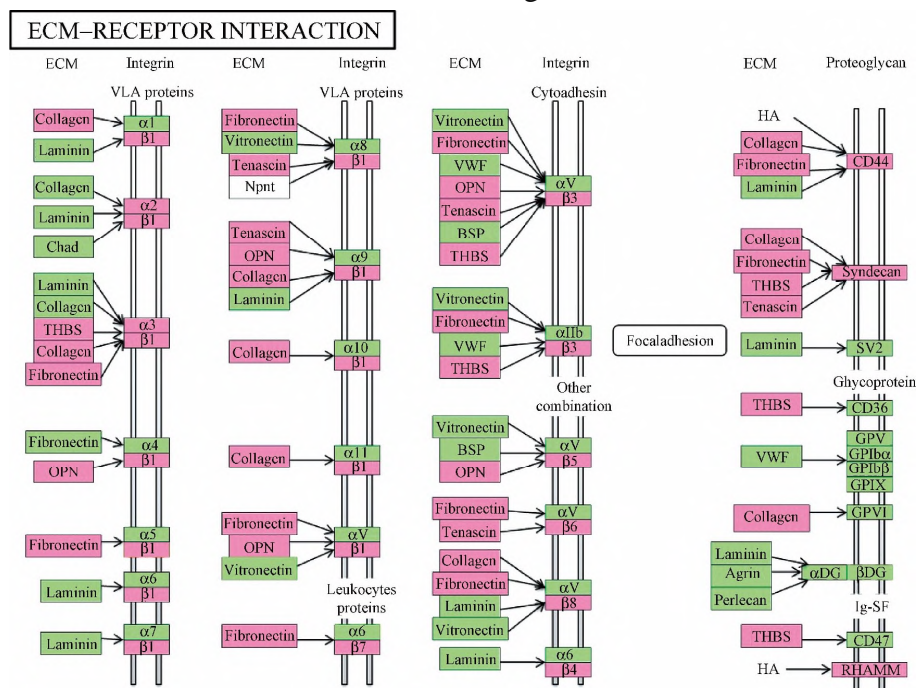 ECM–RECEPTOR INTERACTION
ECM Integrin
VLA proteins
Collagen
Laminin
α1
β1
Collagen
Laminin
Chad
α2
β1
Laminin
Collagen
THBS
Collagen
Fibronectin
α3
β1
Fibronectin
OPN
α4
β1
Fibronectin
α5
β1
Laminin
α6
β1
Laminin
α7
β1
ECM Integrin
VLA proteins
Fibronectin
Vitronectin
Tenascin
Npnt
α8
β1
Tenascin
OPN
Collagen
Laminin
α9
β1
Collagen
α10
β1
Collagen
α11
β1
Fibronectin
OPN
Vitronectin
αV
β1
Leukocytes
proteins
Fibronectin
α6
β7
ECM Integrin
Cytoadhesin
Vitronectin
Fibronectin
VWF
OPN
Tenascin
BSP
THBS
αV
β3
Vitronectin
Fibronectin
VWF
THBS
αIIb
β3
Other
combination
Vitronectin
BSP
OPN
αV
β5
Fibronectin
Tenascin
αV
β6
Collagen
Fibronectin
Laminin
Vitronectin
αV
β8
Laminin
α6
β4
Focaladhesion
ECM Proteoglycan
HA
Collagen
Fibronectin
Laminin
CD44
Collagen
Fibronectin
THBS
Tenascin
Syndecan
Laminin
SV2
Ghycoprotein
THBS
CD36
VWF
GPV
GPIbα
GPIbβ
GPIX
Collagen
GPVI
Laminin
Agrin
Perlecan
αDG βDG
Ig-SF
THBS
CD47
HA
RHAMM